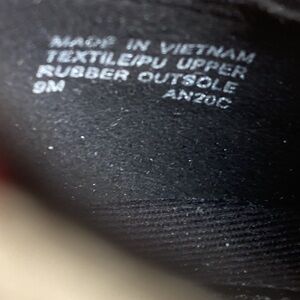 MADE IN VIETNAM
TEXTILE/PU UPPER
RUBBER OUTSOLE
9M AN20C